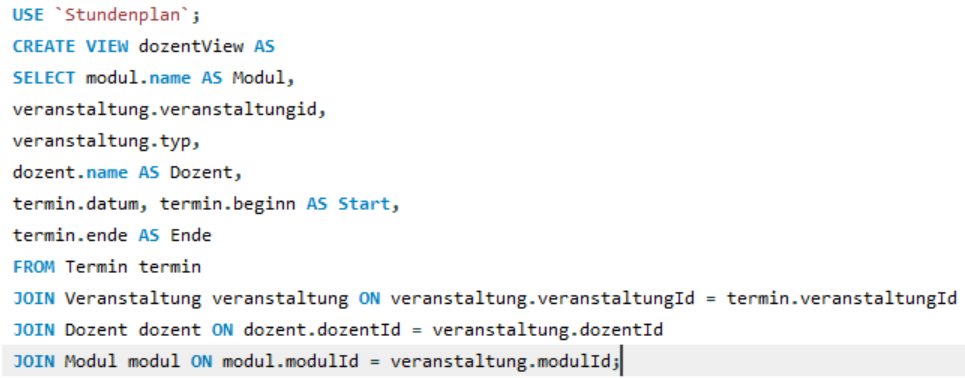 USE `Stundenplan`;
CREATE VIEW dozentView AS
SELECT modul.name AS Modul,
veranstaltung.veranstaltungid,
veranstaltung.typ,
dozent.name AS Dozent,
termin.datum, termin.beginn AS Start,
termin.ende AS Ende
FROM Termin termin
JOIN Veranstaltung veranstaltung ON veranstaltung.veranstaltungId = termin.veranstaltungId
JOIN Dozent dozent ON dozent.dozentId = veranstaltung.dozentId
JOIN Modul modul ON modul.modulId = veranstaltung.modulId;